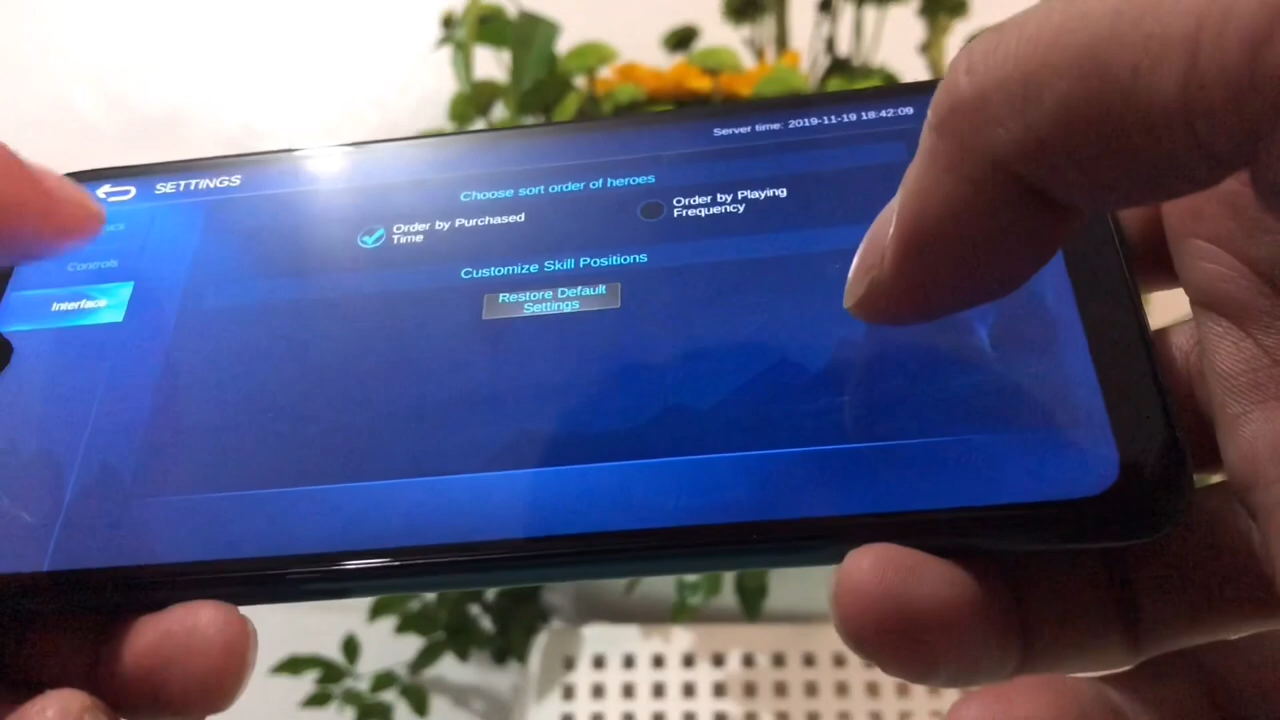 Server time: 2019-11-19 18:42:09
SETTINGS
Choose sort order of heroes
Order by Purchased
Time
Order by Playing
Frequency
Controls
Customize Skill Positions
Interface
Restore Default
Settings